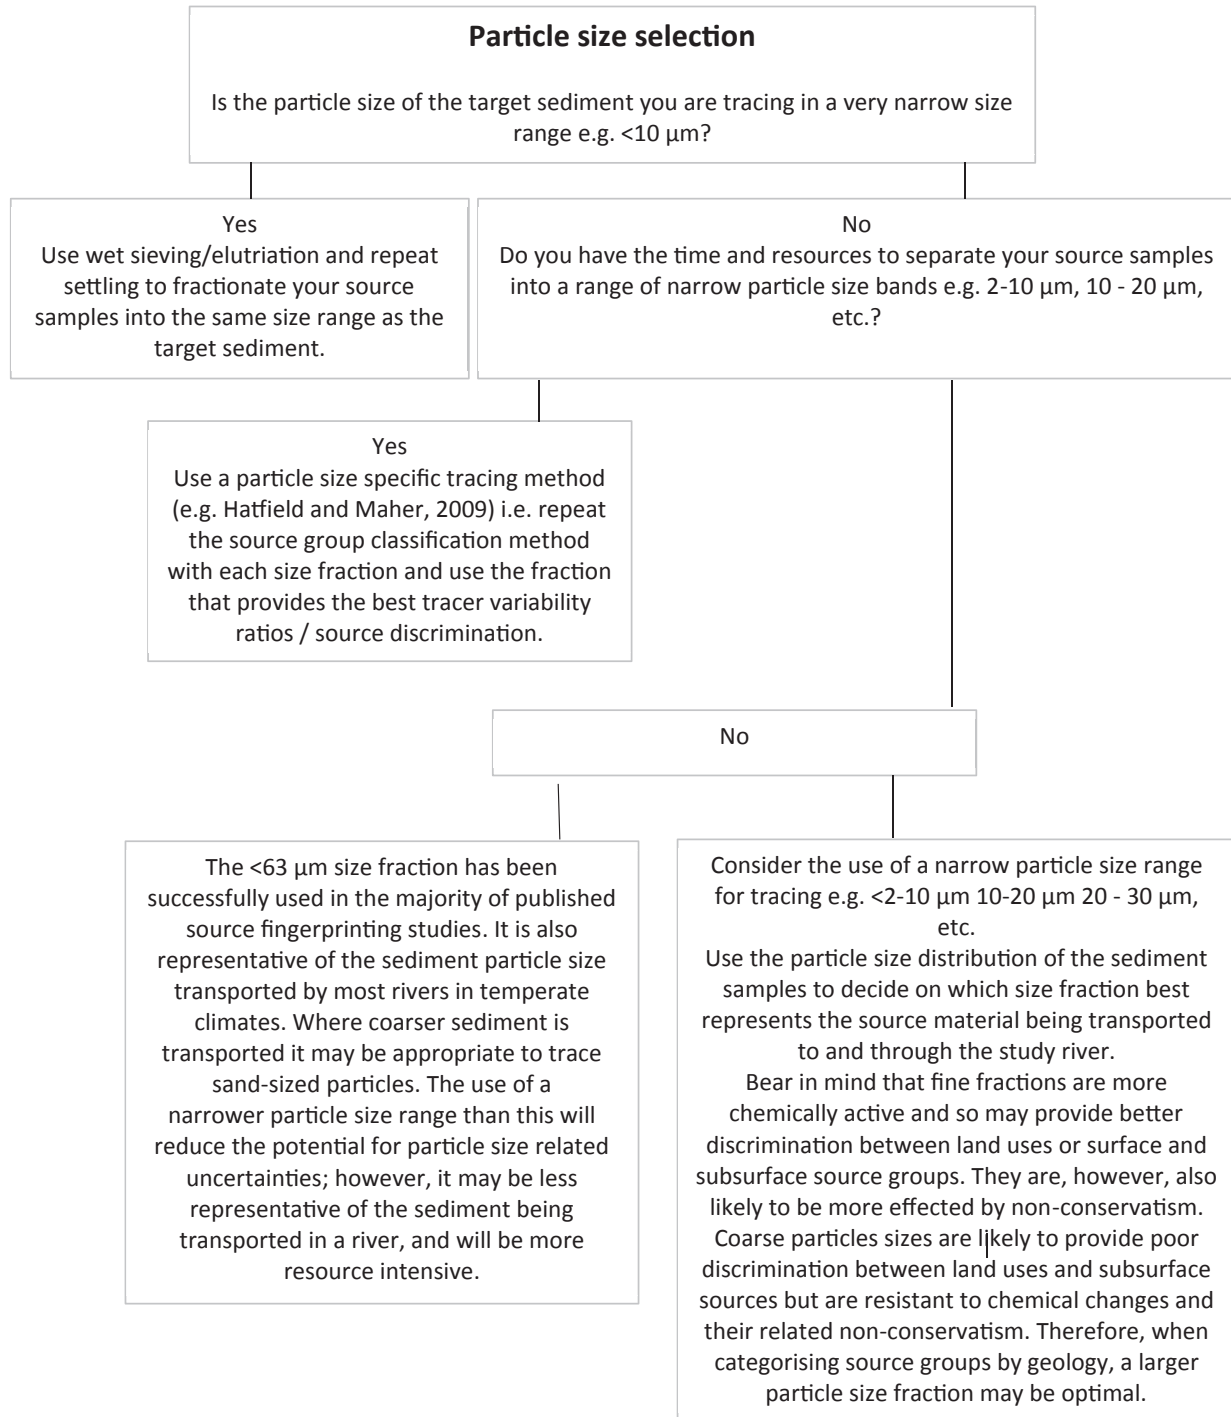 Particle size selection
Is the particle size of the target sediment you are tracing in a very narrow size
range e.g. <10 µm?
Yes
Use wet sieving/elutriation and repeat
settling to fractionate your source
samples into the same size range as the
target sediment.
No
Do you have the time and resources to separate your source samples
into a range of narrow particle size bands e.g. 2-10 µm, 10 - 20 µm,
etc.?
Yes
Use a particle size specific tracing method
(e.g. Hatfield and Maher, 2009) i.e. repeat
the source group classification method
with each size fraction and use the fraction
that provides the best tracer variability
ratios / source discrimination.
No
The <63 µm size fraction has been
successfully used in the majority of published
source fingerprinting studies. It is also
representative of the sediment particle size
transported by most rivers in temperate
climates. Where coarser sediment is
transported it may be appropriate to trace
sand-sized particles. The use of a
narrower particle size range than this will
reduce the potential for particle size related
uncertainties; however, it may be less
representative of the sediment being
transported in a river, and will be more
resource intensive.
Consider the use of a narrow particle size range
for tracing e.g. <2-10 µm 10-20 µm 20 - 30 µm,
etc.
Use the particle size distribution of the sediment
samples to decide on which size fraction best
represents the source material being transported
to and through the study river.
Bear in mind that fine fractions are more
chemically active and so may provide better
discrimination between land uses or surface and
subsurface source groups. They are, however, also
likely to be more effected by non-conservatism.
Coarse particles sizes are likely to provide poor
discrimination between land uses and subsurface
sources but are resistant to chemical changes and
their related non-conservatism. Therefore, when
categorising source groups by geology, a larger
particle size fraction may be optimal.